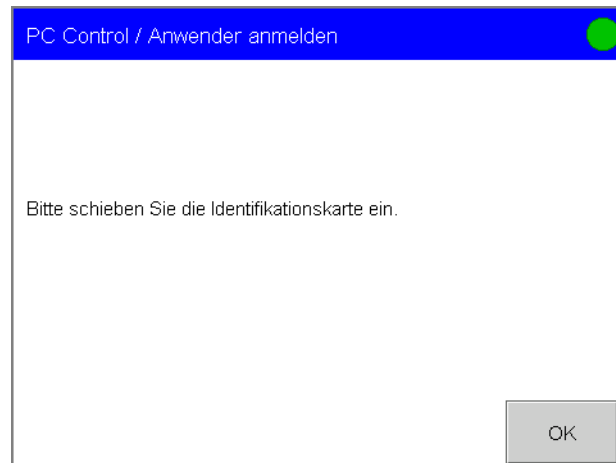 PC Control / Anwender anmelden
Bitte schieben Sie die Identifikationskarte ein.
OK